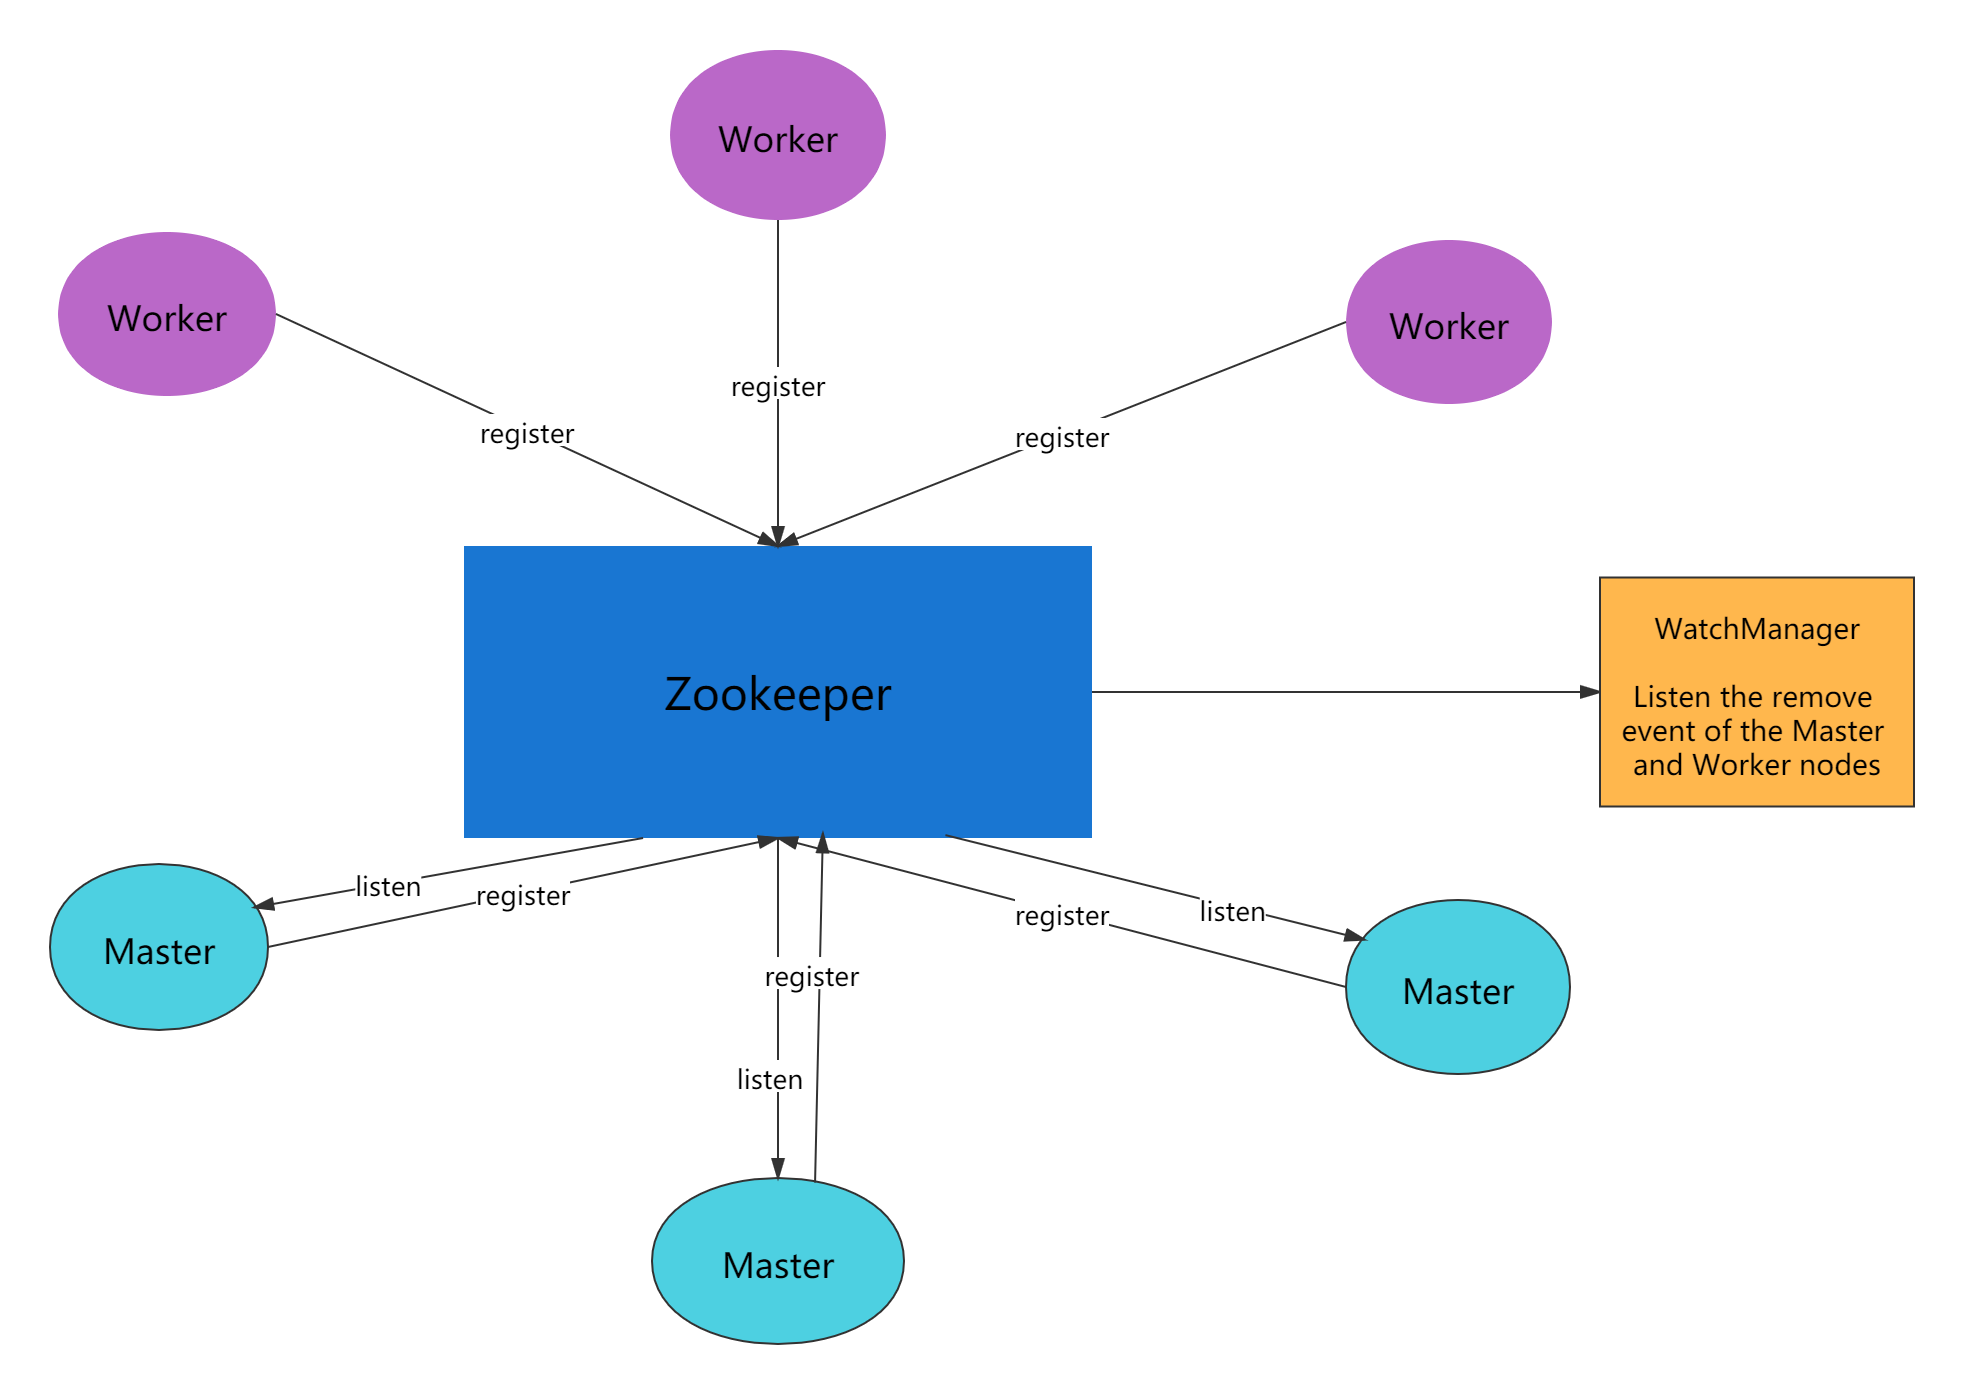 Worker
Worker
Worker
register
register
register
Zookeeper
WatchManager
Listen the remove
event of the Master
and Worker nodes
listen
register
register
listen
Master
register
listen
Master
Master